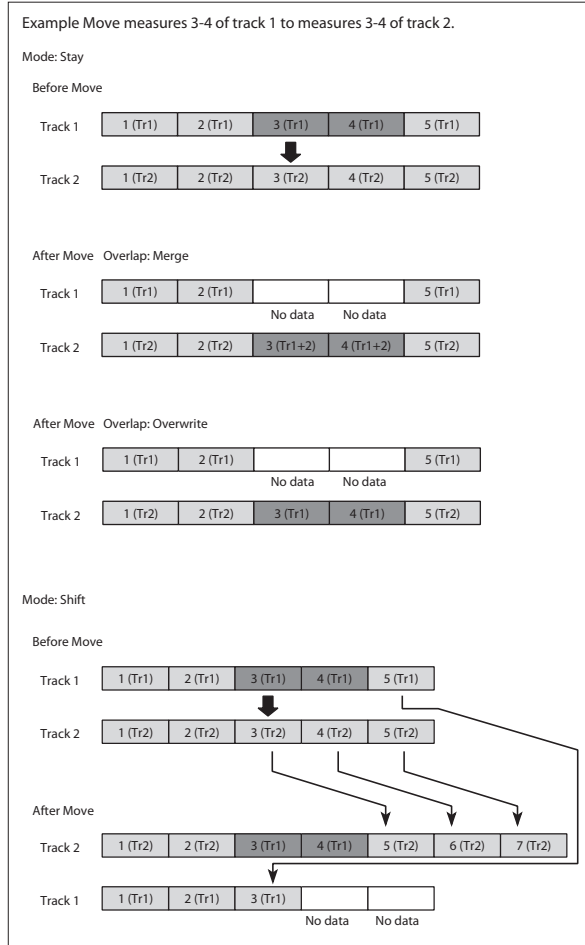 Example Move measures 3-4 of track 1 to measures 3-4 of track 2.
Mode: Stay
Before Move
Track 1 1 (Tr1) 2 (Tr1) 3 (Tr1) 4 (Tr1) 5 (Tr1)
Track 2 1 (Tr2) 2 (Tr2) 3 (Tr2) 4 (Tr2) 5 (Tr2)
After Move Overlap: Merge
Track 1 1 (Tr1) 2 (Tr1) 5 (Tr1)
No data No data
Track 2 1 (Tr2) 2 (Tr2) 3 (Tr1+2) 4 (Tr1+2) 5 (Tr2)
After Move Overlap: Overwrite
Track 1 1 (Tr1) 2 (Tr1) 5 (Tr1)
No data No data
Track 2 1 (Tr2) 2 (Tr2) 3 (Tr1) 4 (Tr1) 5 (Tr2)
Mode: Shift
Before Move
Track 1 1 (Tr1) 2 (Tr1) 3 (Tr1) 4 (Tr1) 5 (Tr1)
Track 2 1 (Tr2) 2 (Tr2) 3 (Tr2) 4 (Tr2) 5 (Tr2)
After Move
Track 2 1 (Tr2) 2 (Tr2) 3 (Tr1) 4 (Tr1) 5 (Tr2) 6 (Tr2) 7 (Tr2)
Track 1 1 (Tr1) 2 (Tr1) 3 (Tr1)
No data No data